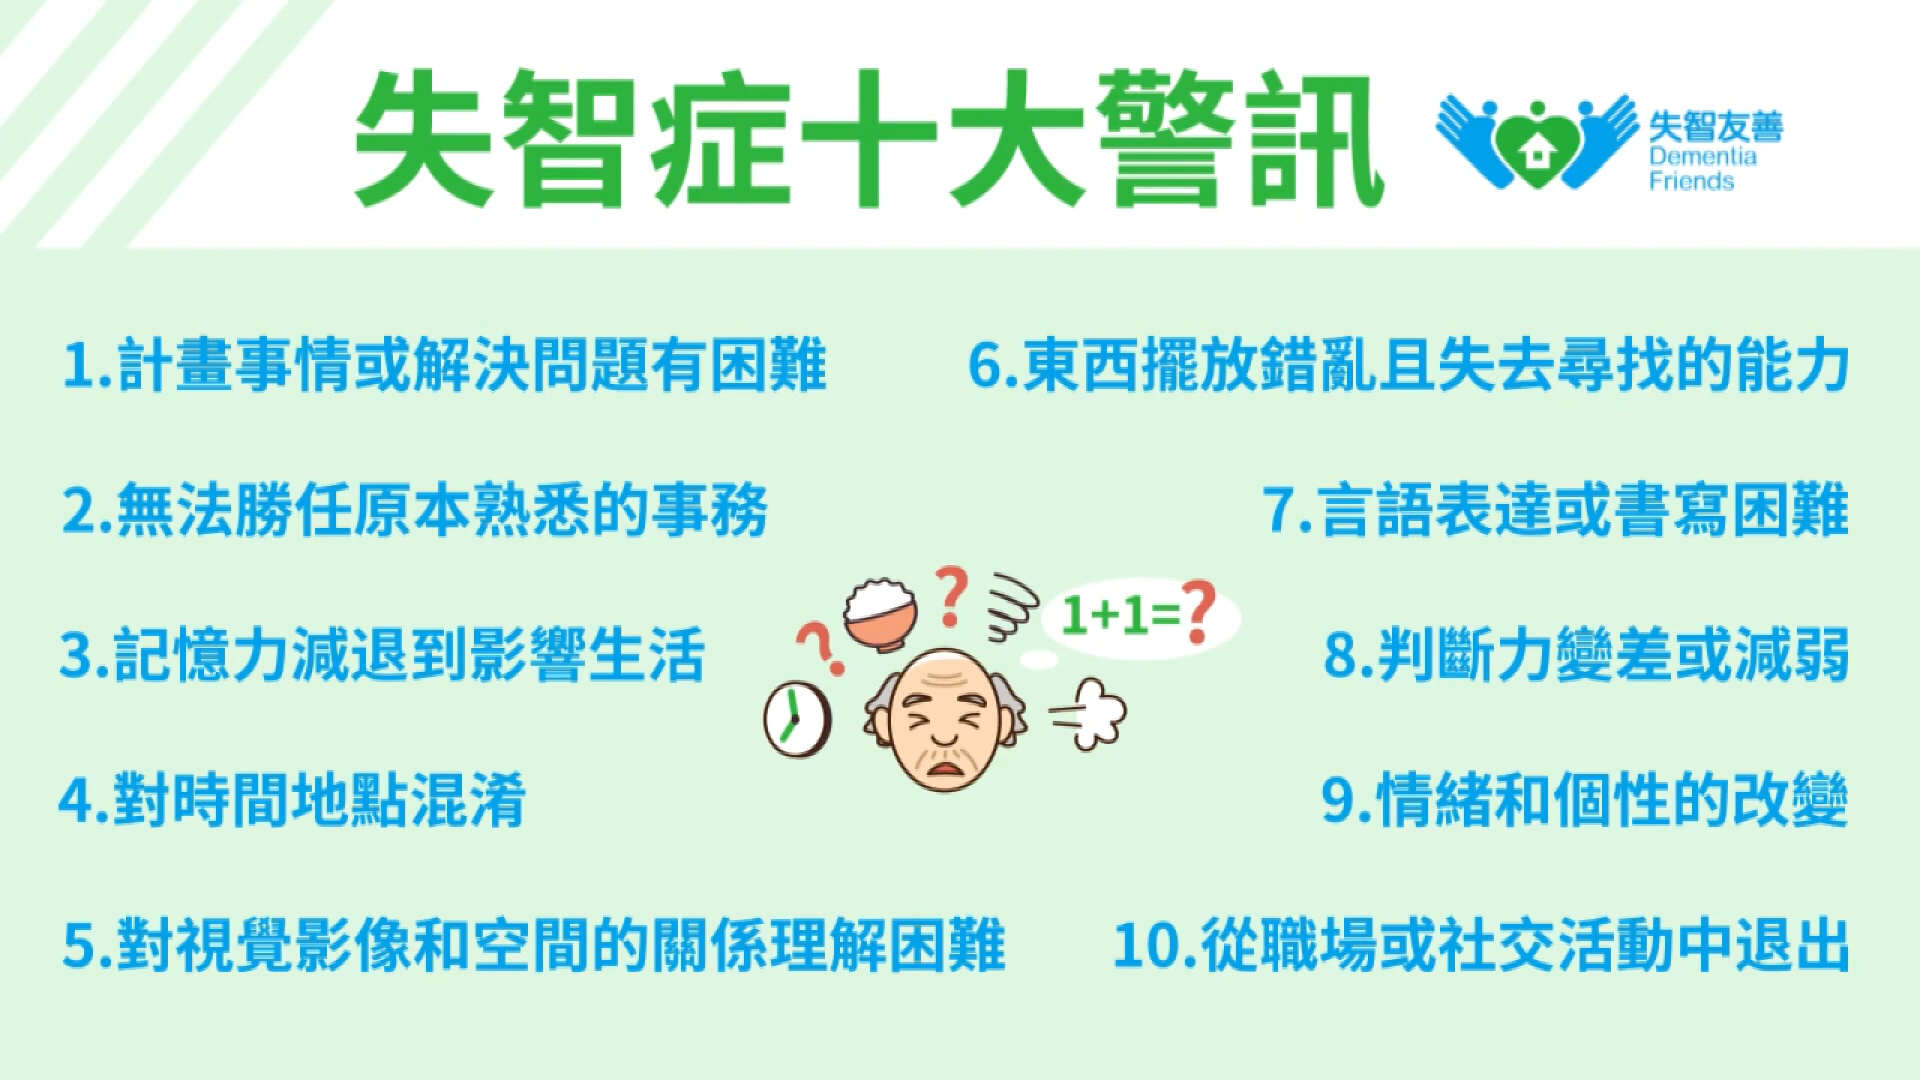 失智症十大警訊
失智友善
Dementia
Friends
1.計畫事情或解決問題有困難
2.無法勝任原本熟悉的事務
3.記憶力減退到影響生活
4.對時間地點混淆
5.對視覺影像和空間的關係理解困難
6.東西擺放錯亂且失去尋找的能力
7.言語表達或書寫困難
8.判斷力變差或減弱
9.情緒和個性的改變
10.從職場或社交活動中退出
?
?
1+1=?